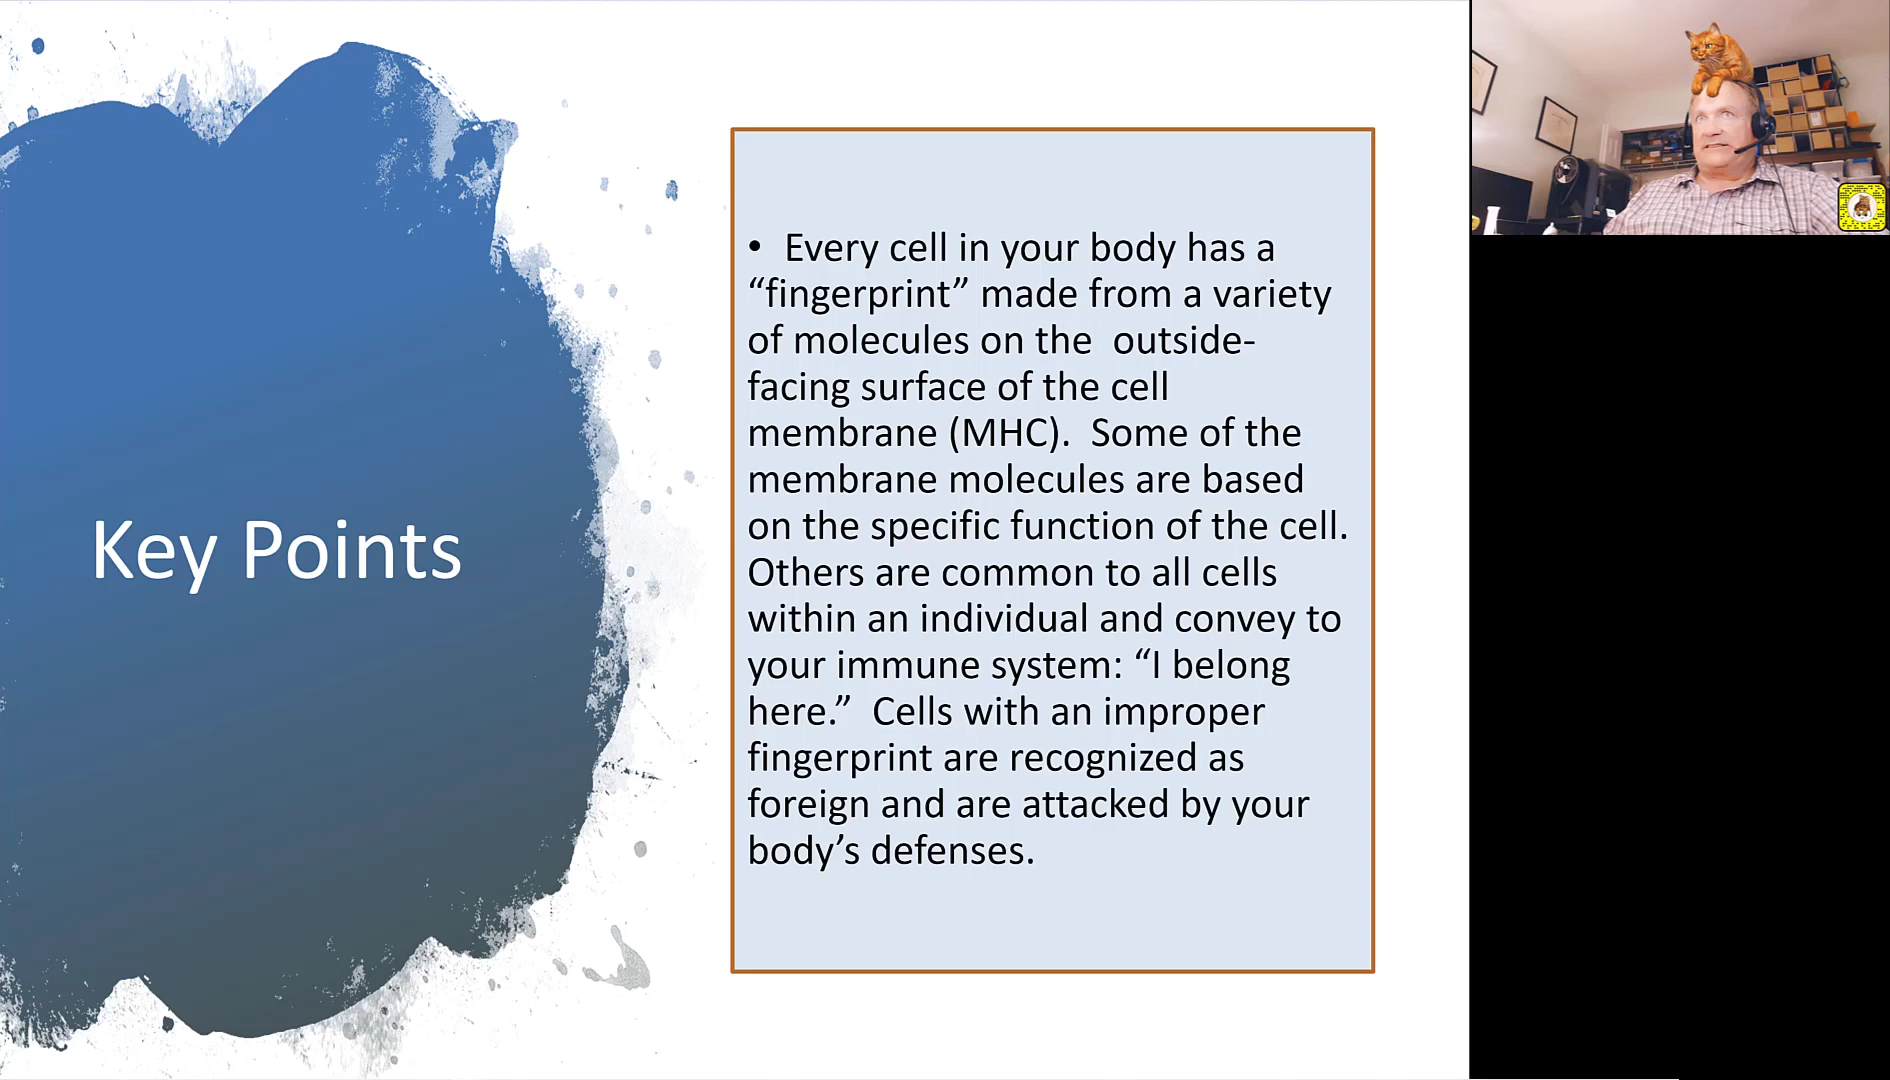 Key Points
• Every cell in your body has a
“fingerprint” made from a variety
of molecules on the  outside-
facing surface of the cell
membrane (MHC).  Some of the
membrane molecules are based
on the specific function of the cell.
Others are common to all cells
within an individual and convey to
your immune system: “I belong
here.”  Cells with an improper
fingerprint are recognized as
foreign and are attacked by your
body’s defenses.